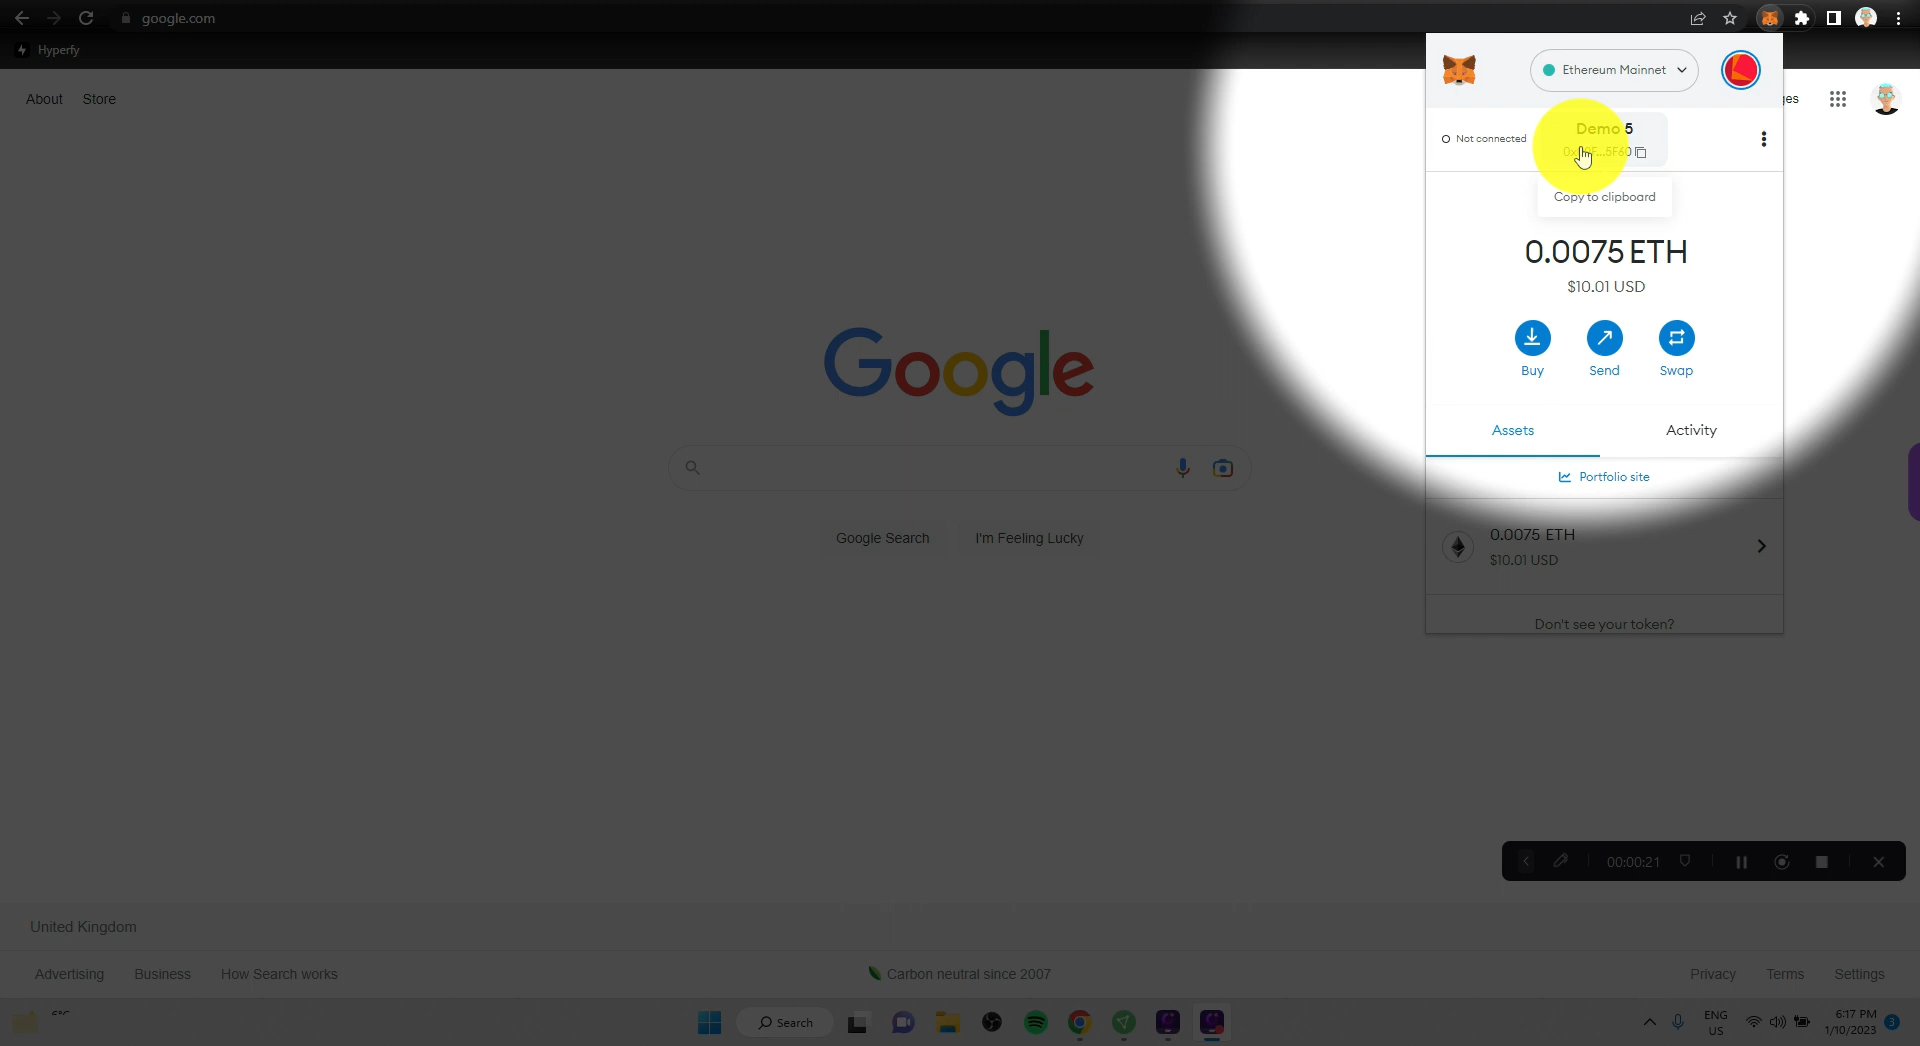 google.com
Hyperfy
About Store
Ethereum Mainnet
Not connected
Demo 5
5F60
Copy to clipboard
0.0075 ETH
$10.01 USD
Buy Send Swap
Assets Activity
Portfolio site
0.0075 ETH
$10.01 USD
Don't see your token?
Google
Google Search I'm Feeling Lucky
00:00:21
United Kingdom
Advertising Business How Search works
Carbon neutral since 2007
Privacy Terms Settings
Search
ENG
US
6:17 PM
1/10/2023
3